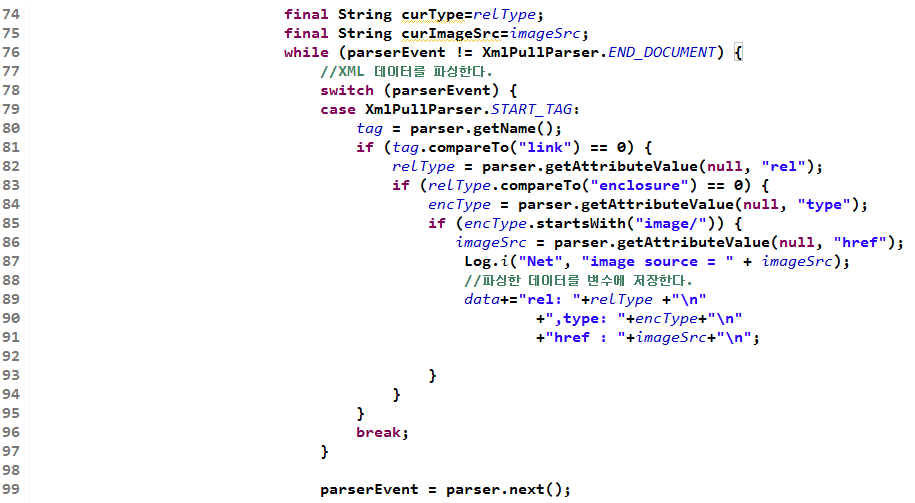 74 final String curType=relType;
75 final String curImageSrc=imageSrc;
76 while (parserEvent != XmlPullParser.END_DOCUMENT) {
77 //XML 데이터를 파싱한다.
78 switch (parserEvent) {
79 case XmlPullParser.START_TAG:
80 tag = parser.getName();
81 if (tag.compareTo("link") == 0) {
82 relType = parser.getAttributeValue(null, "rel");
83 if (relType.compareTo("enclosure") == 0) {
84 encType = parser.getAttributeValue(null, "type");
85 if (encType.startsWith("image/")) {
86 imageSrc = parser.getAttributeValue(null, "href");
87 Log.i("Net", "image source = " + imageSrc);
88 //파싱한 데이터를 변수에 저장한다.
89 data+="rel: "+relType +"\n"
90 +",type: "+encType+"\n"
91 +"href : "+imageSrc+"\n";
92
93 }
94 }
95 }
96 break;
97 }
98
99 parserEvent = parser.next();